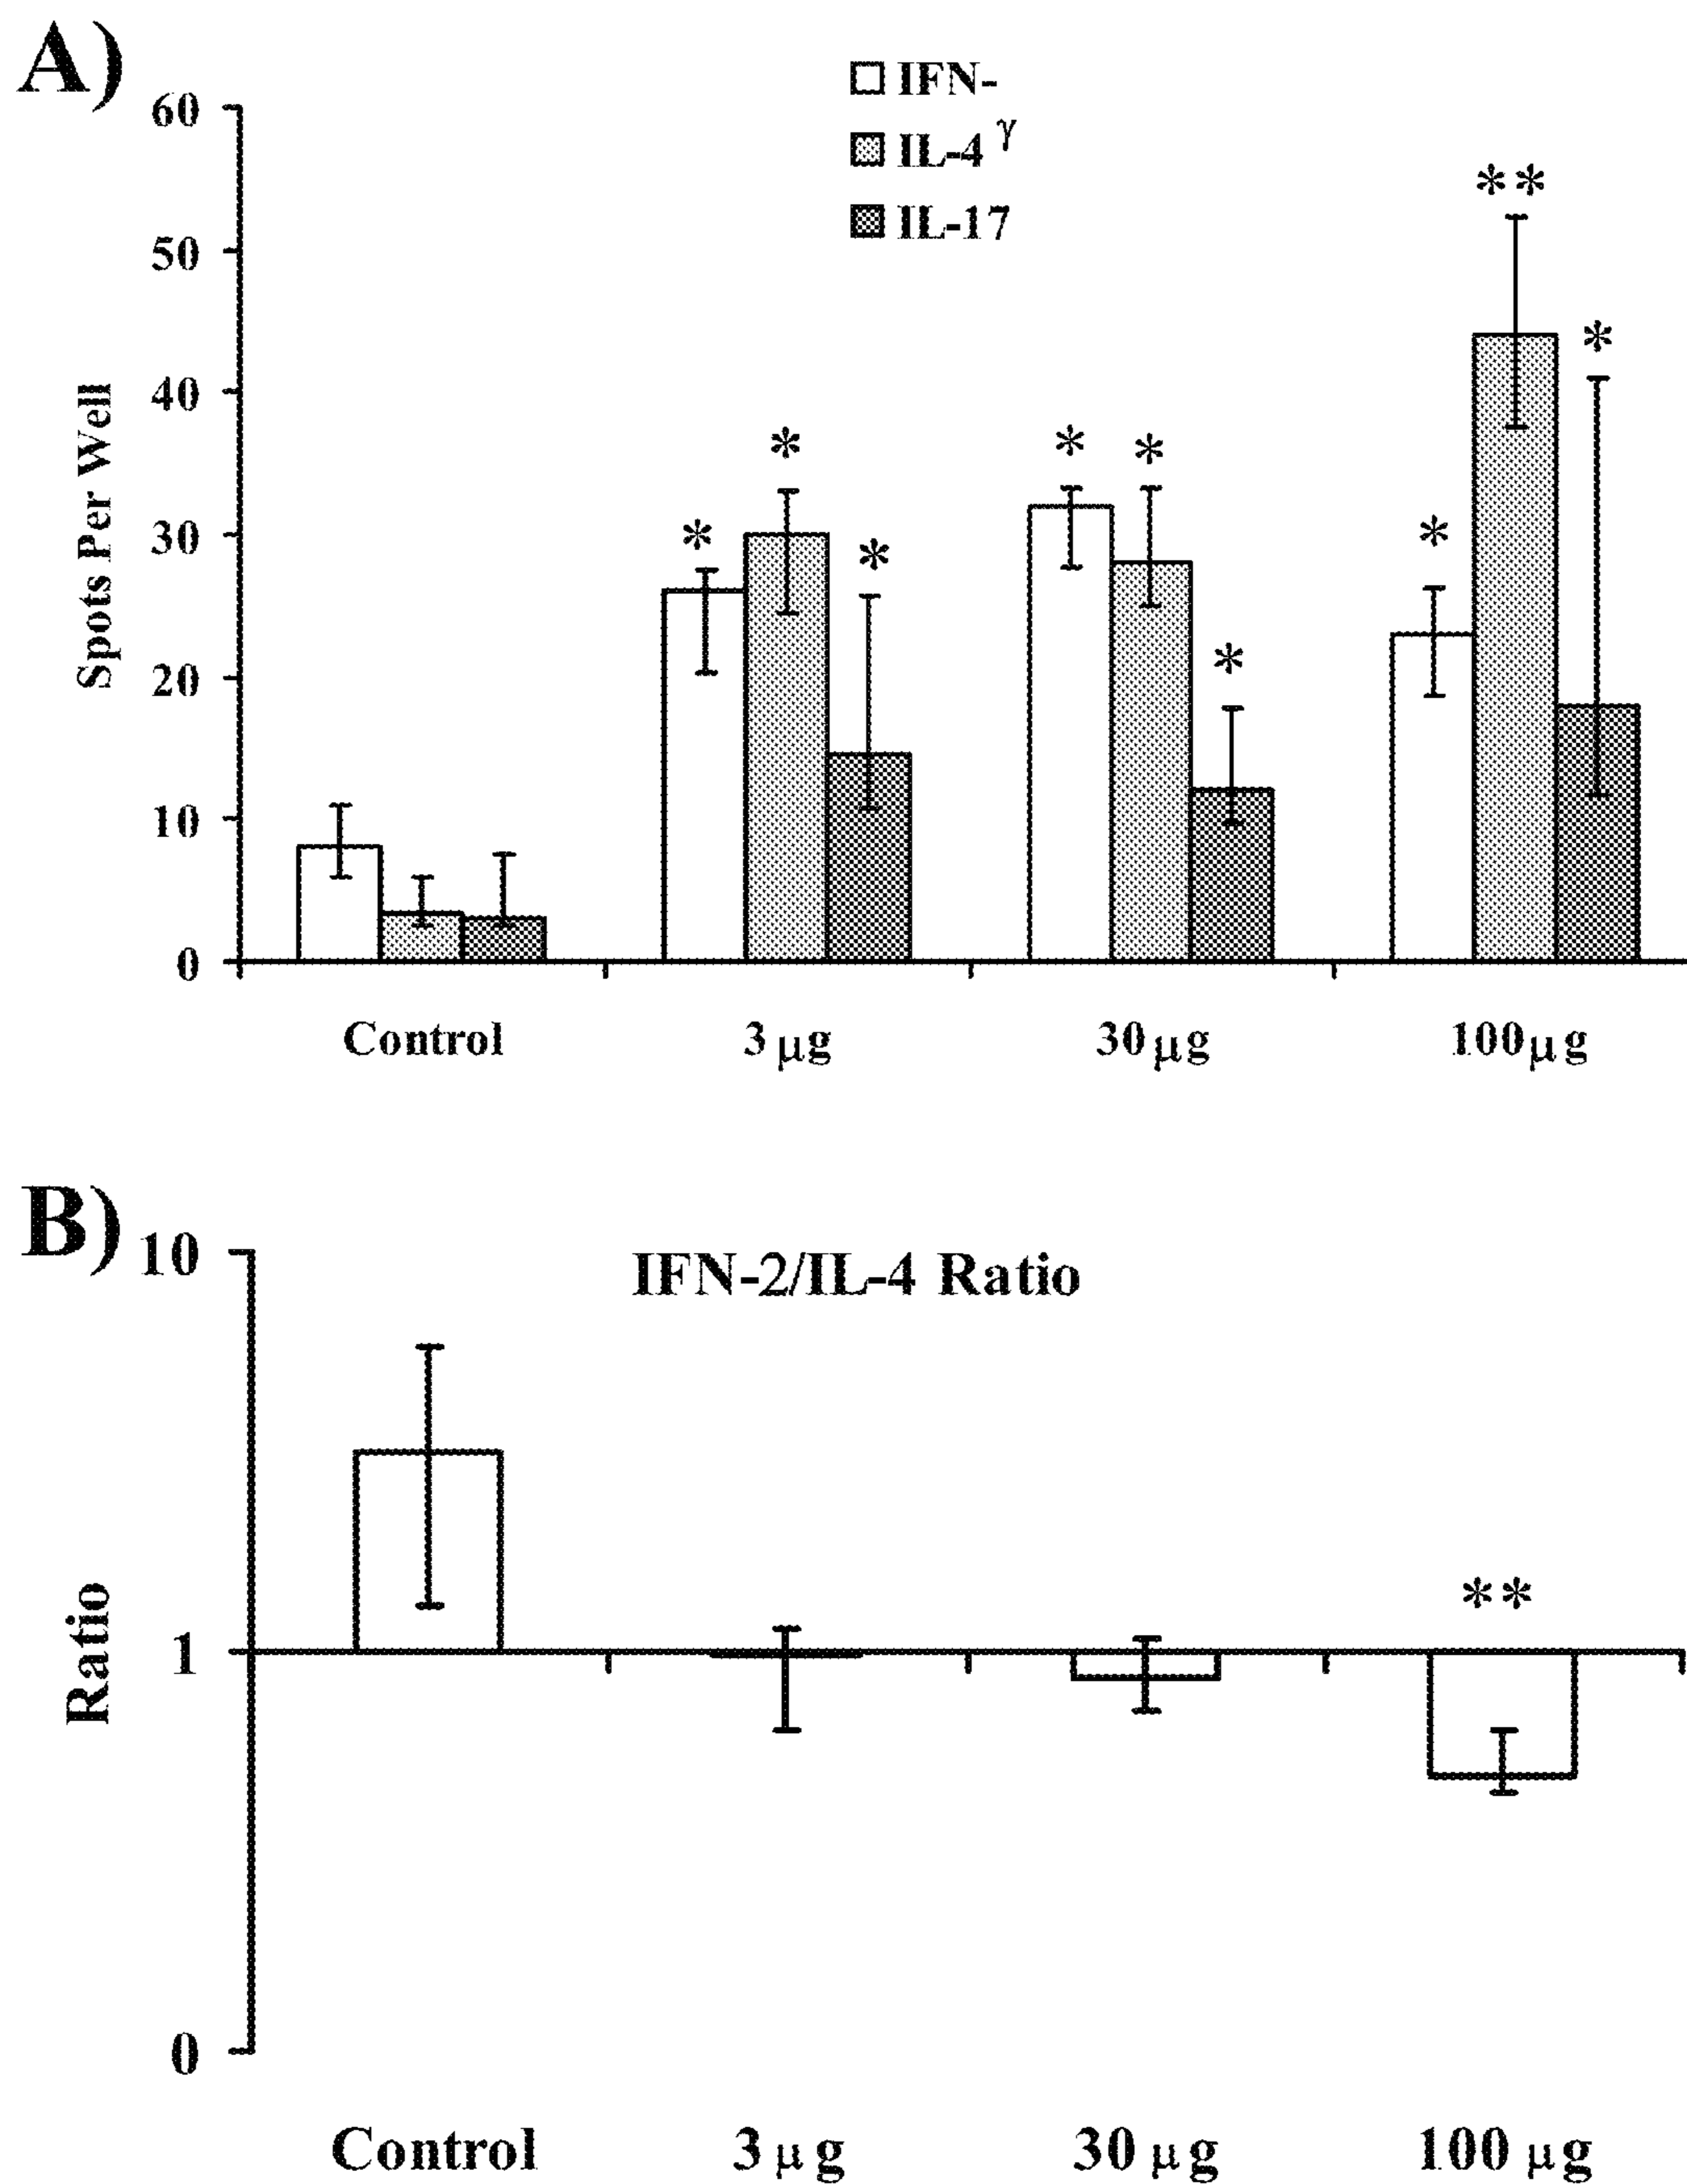 A)
IFN-γ
IL-4
IL-17
60
50
40
30
20
10
0
Spots Per Well
*
*
*
*
*
*
*
**
*
Control
3 μg
30 μg
100 μg
B)
IFN-2/IL-4 Ratio
10
1
0
Ratio
**
Control
3 μg
30 μg
100 μg